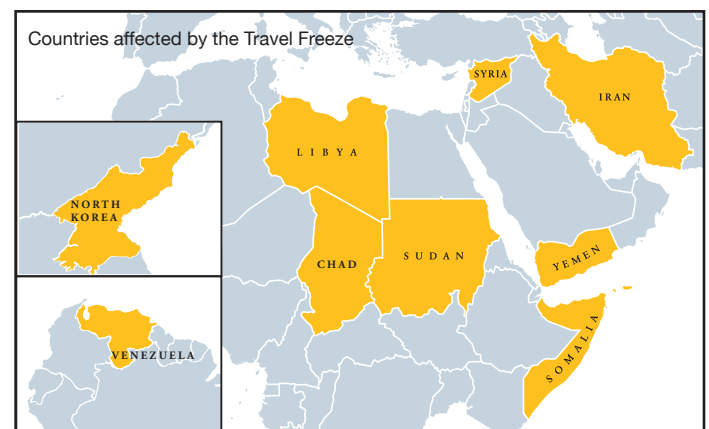 Countries affected by the Travel Freeze
SYRIA
IRAN
LIBYA
NORTH
KOREA
CHAD
SUDAN
YEMEN
SOMALIA
VENEZUELA